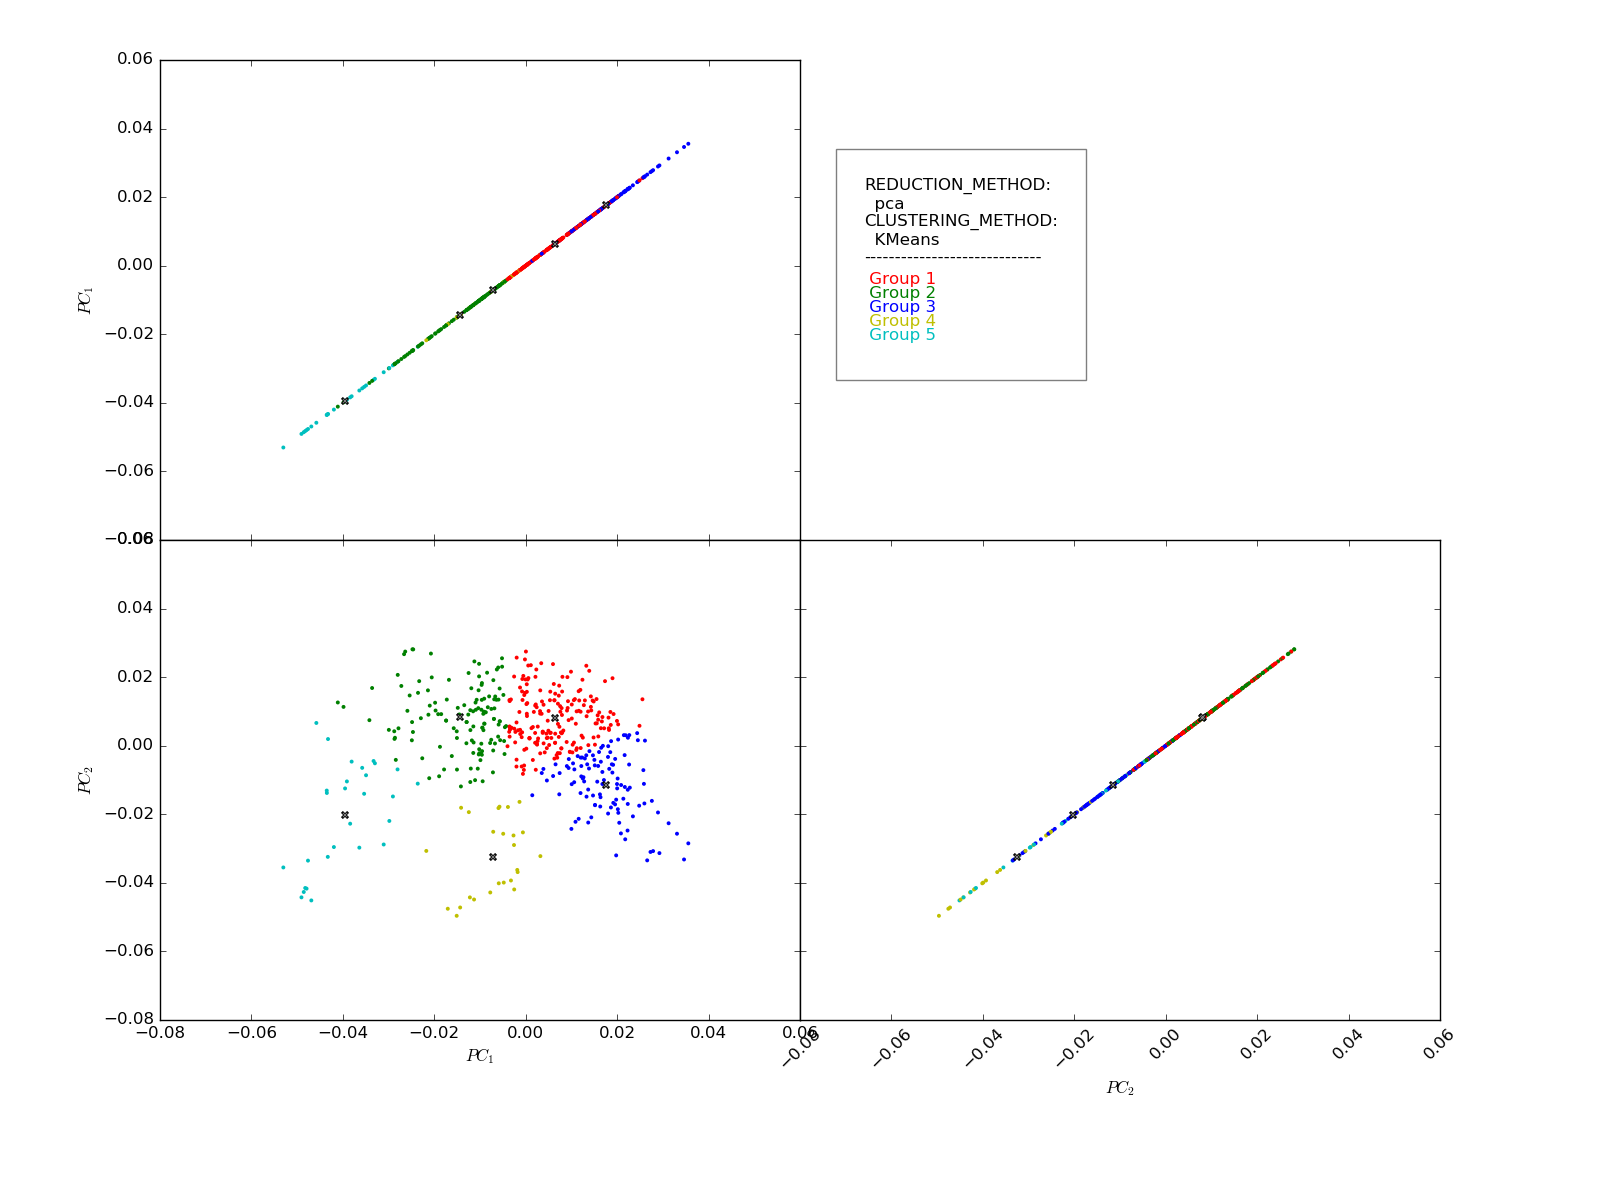 0.06
0.04
0.02
0.00
−0.02
−0.04
−0.06
−0.08
PC1
REDUCTION_METHOD:
pca
CLUSTERING_METHOD:
KMeans
------------------------------
Group 1
Group 2
Group 3
Group 4
Group 5
0.06
0.04
0.02
0.00
−0.02
−0.04
−0.06
−0.08
PC2
−0.08 −0.06 −0.04 −0.02 0.00 0.02 0.04 0.06
PC1
−0.08 −0.06 −0.04 −0.02 0.00 0.02 0.04 0.06
PC2